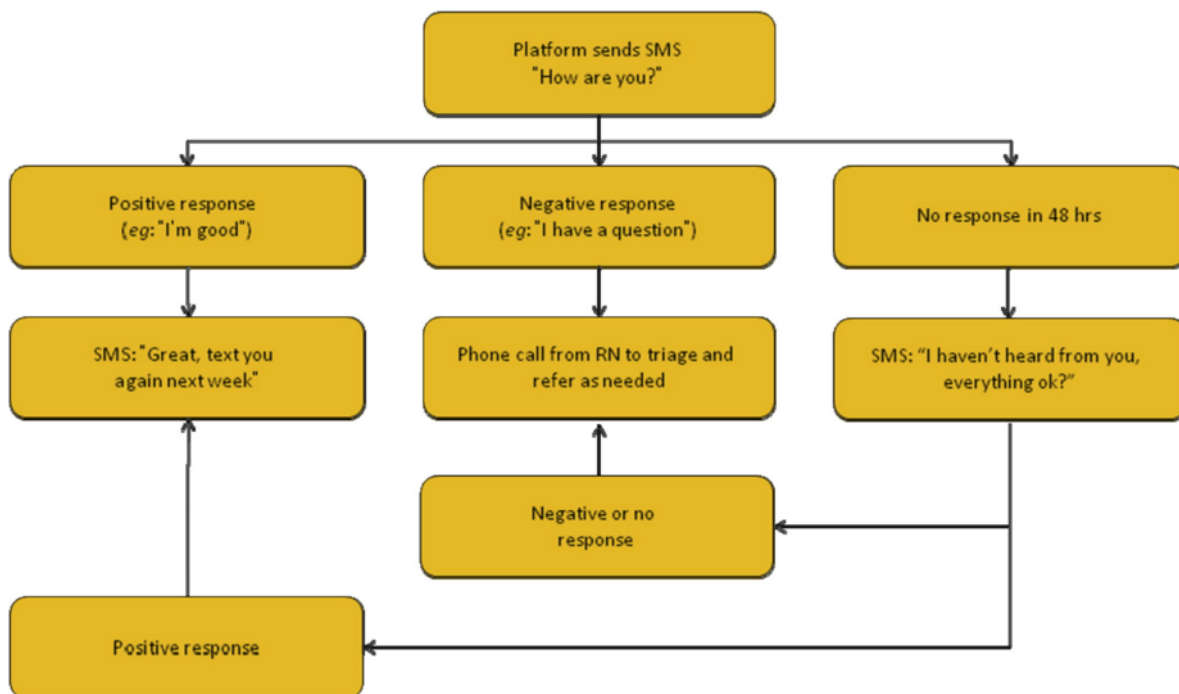 Platform sends SMS
"How are you?"
Positive response
(eg: "I'm good")
Negative response
(eg: "I have a question")
No response in 48 hrs
SMS: "Great, text you
again next week"
Phone call from RN to triage and
refer as needed
SMS: “I haven’t heard from you,
everything ok?”
Negative or no
response
Positive response